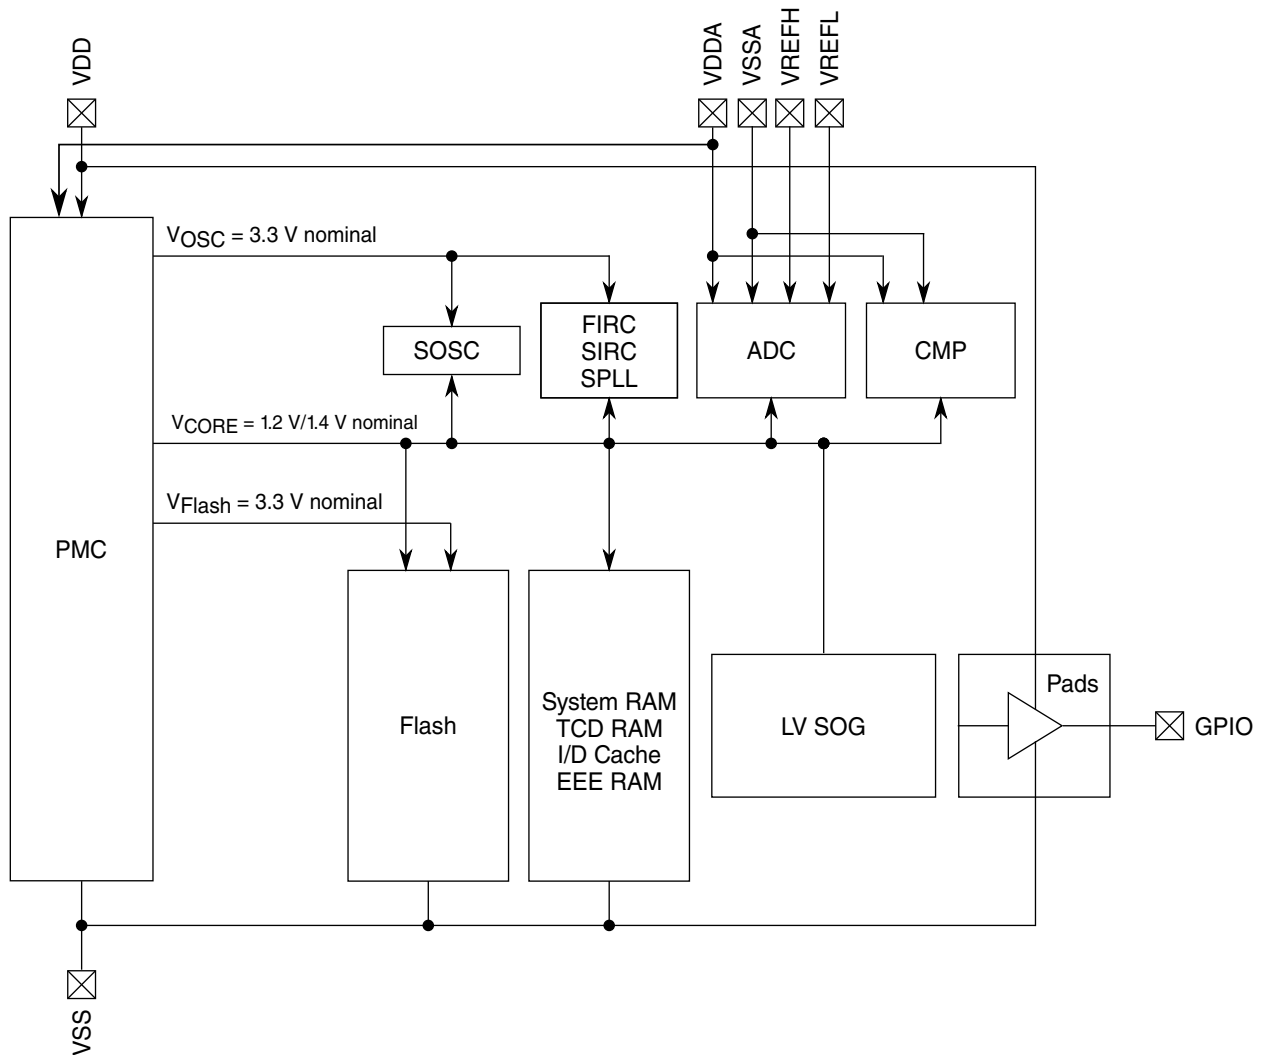 VDD
VDDA
VSSA
VREFH
VREFL
VOSC = 3.3 V nominal
FIRC
SIRC
SPLL
SOSC
ADC
CMP
VCORE = 1.2 V/1.4 V nominal
VFlash = 3.3 V nominal
PMC
Flash
System RAM
TCD RAM
I/D Cache
EEE RAM
LV SOG
Pads
GPIO
VSS